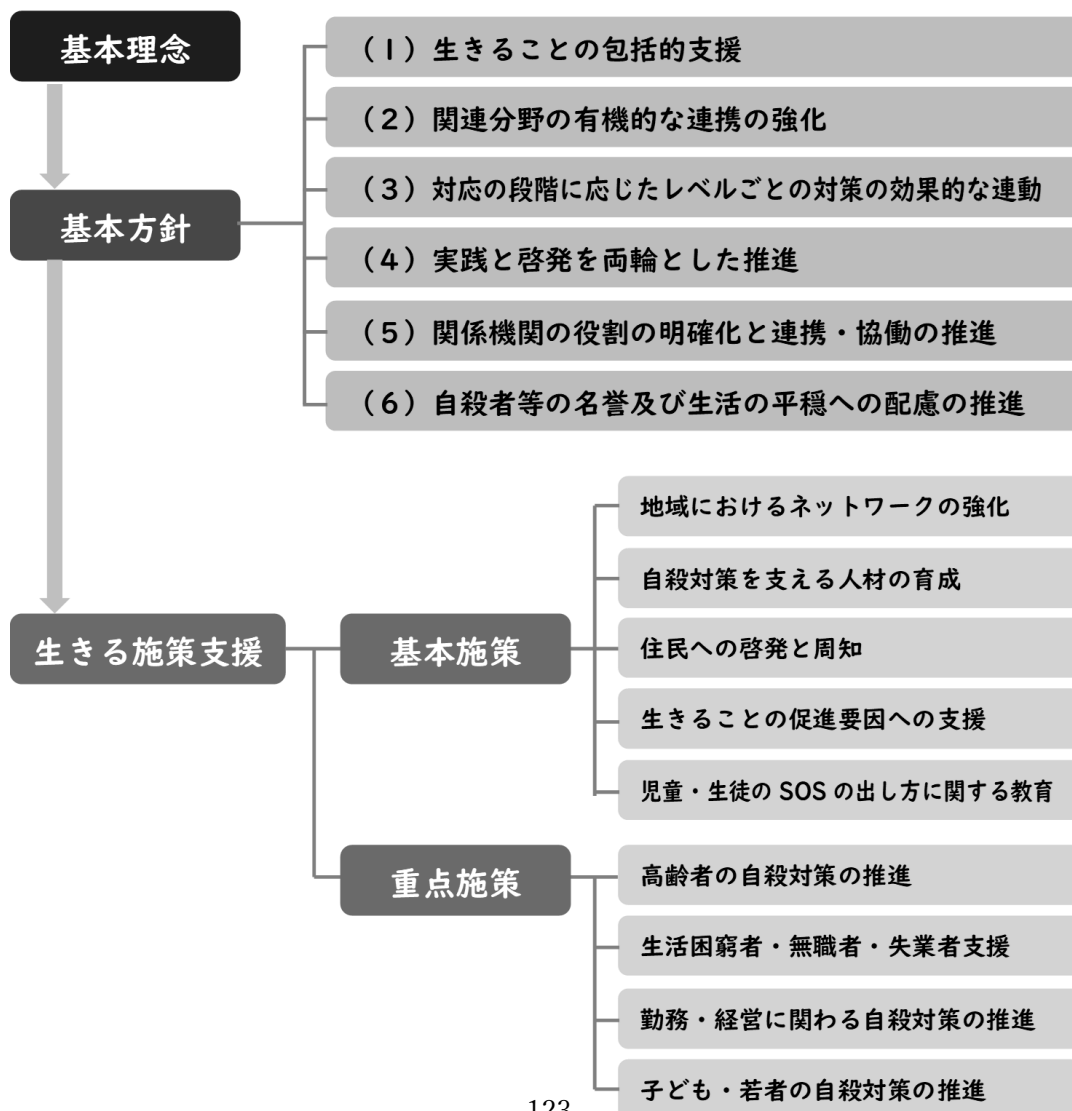 基本理念
(1)生きることの包括的支援
(2)関連分野の有機的な連携の強化
(3)対応の段階に応じたレベルごとの対策の効果的な連動
基本方針
(4)実践と啓発を両輪とした推進
(5)関係機関の役割の明確化と連携・協働の推進
(6)自殺者等の名誉及び生活の平穏への配慮の推進
生きる施策支援
基本施策
地域におけるネットワークの強化
自殺対策を支える人材の育成
住民への啓発と周知
生きることの促進要因への支援
児童・生徒の SOS の出し方に関する教育
重点施策
高齢者の自殺対策の推進
生活困窮者・無職者・失業者支援
勤務・経営に関わる自殺対策の推進
子ども・若者の自殺対策の推進
123